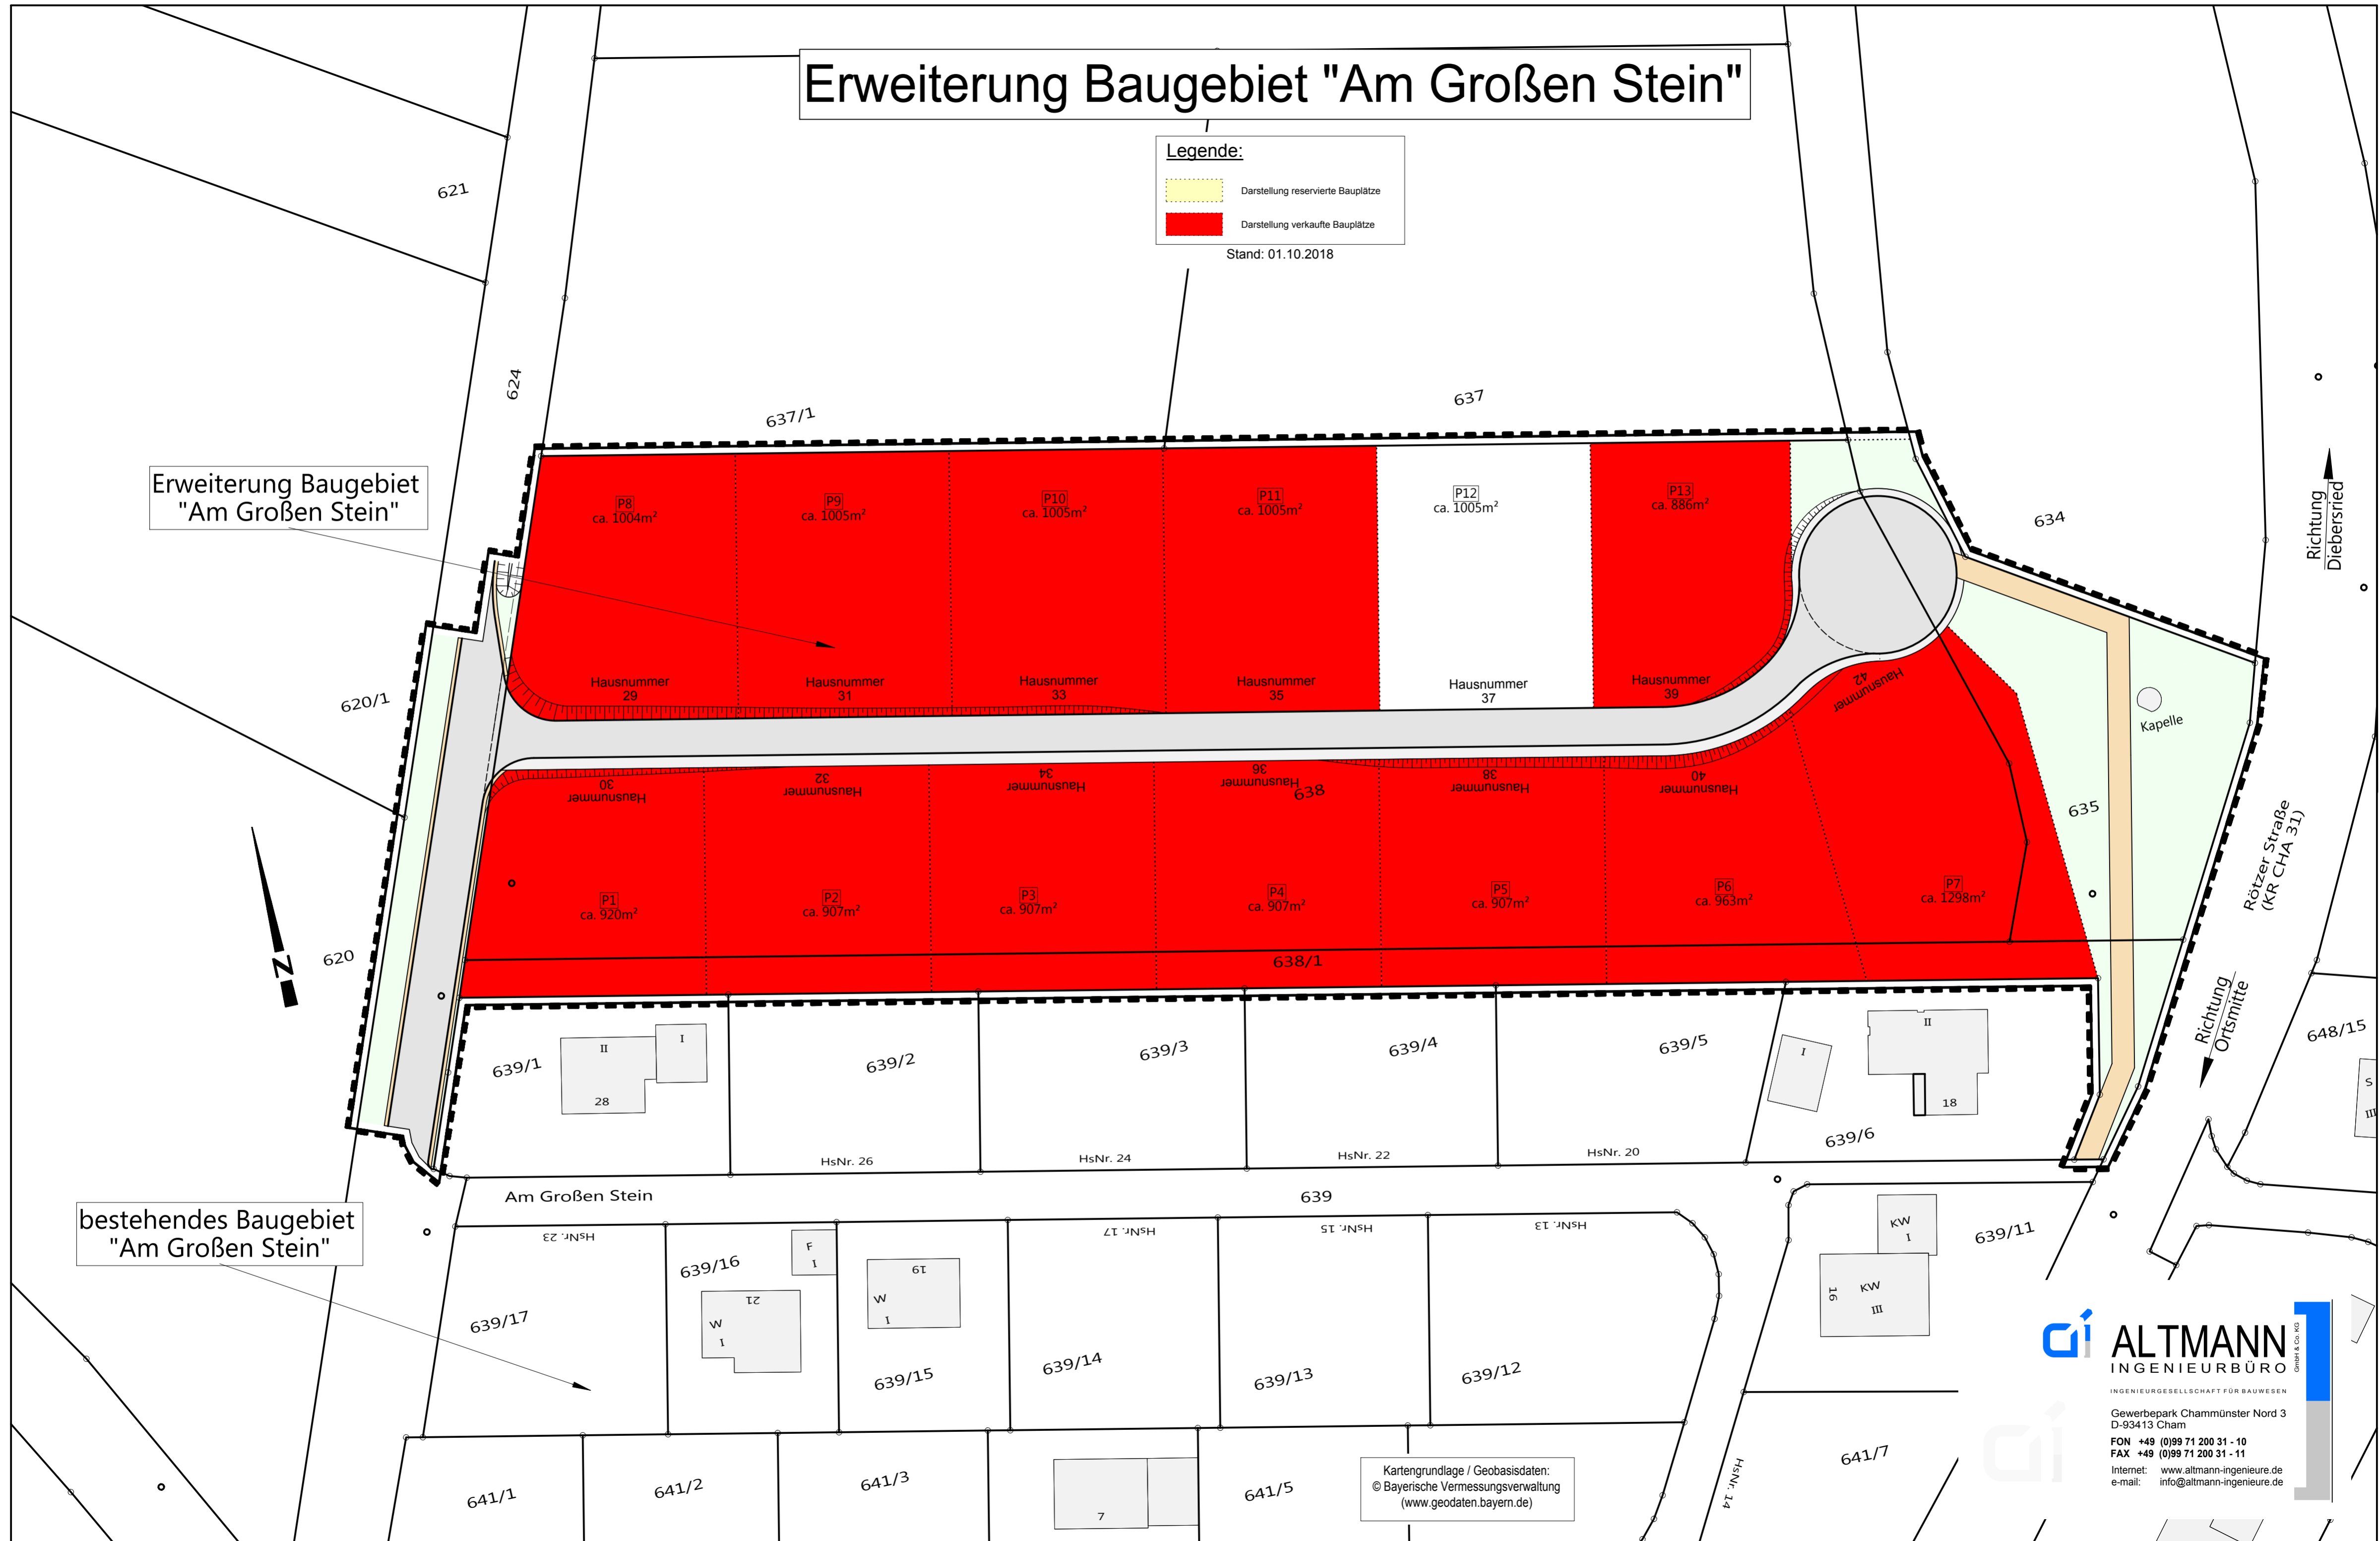 Erweiterung Baugebiet "Am Großen Stein"
Legende:
Darstellung reservierte Bauplätze
Darstellung verkaufte Bauplätze
Stand: 01.10.2018
621
624
637/1
637
634
Richtung
Diebersried
Erweiterung Baugebiet
"Am Großen Stein"
P8
ca. 1004m²
P9
ca. 1005m²
P10
ca. 1005m²
P11
ca. 1005m²
P12
ca. 1005m²
P13
ca. 886m²
Hausnummer
29
Hausnummer
31
Hausnummer
33
Hausnummer
35
Hausnummer
37
Hausnummer
39
Hausnummer
42
620/1
Kapelle
Hausnummer
30
Hausnummer
32
Hausnummer
34
Hausnummer
36
638
Hausnummer
38
Hausnummer
40
635
Rötzer Straße
(KR CHA 31)
P1
ca. 920m²
P2
ca. 907m²
P3
ca. 907m²
P4
ca. 907m²
P5
ca. 907m²
P6
ca. 963m²
P7
ca. 1298m²
N
620
638/1
Richtung
Ortsmitte
648/15
639/1
II
I
28
639/2
639/3
639/4
639/5
I
II
18
639/6
S
III
HsNr. 26
HsNr. 24
HsNr. 22
HsNr. 20
Am Großen Stein
639
bestehendes Baugebiet
"Am Großen Stein"
HsNr. 23
HsNr. 17
HsNr. 15
HsNr. 13
639/17
639/16
F
I
21
W
I
19
W
I
639/15
639/14
639/13
639/12
KW
I
16
KW
III
639/11
641/1
641/2
641/3
7
641/5
HsNr. 14
641/7
Kartengrundlage / Geobasisdaten:
© Bayerische Vermessungsverwaltung
(www.geodaten.bayern.de)
ai ALTMANN
INGENIEURBÜRO
GmbH & Co. KG
INGENIEURGESELLSCHAFT FÜR BAUWESEN
Gewerbepark Chammünster Nord 3
D-93413 Cham
FON +49 (0)99 71 200 31 - 10
FAX +49 (0)99 71 200 31 - 11
Internet: www.altmann-ingenieure.de
e-mail: info@altmann-ingenieure.de